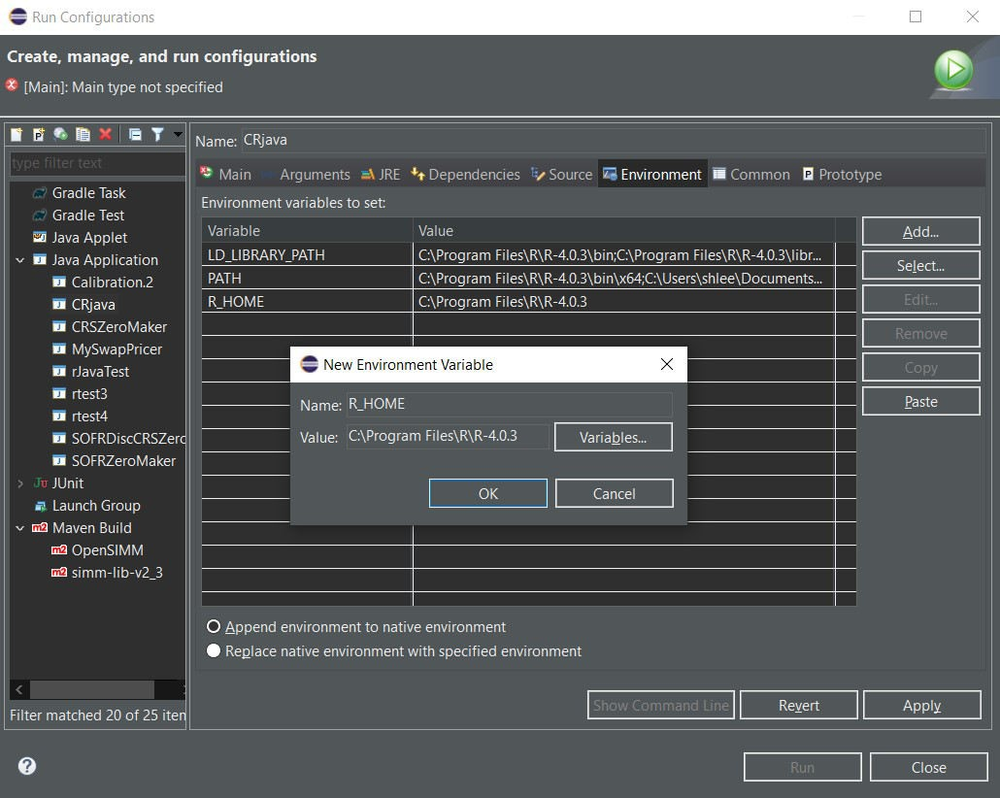 Run Configurations
Create, manage, and run configurations
[Main]: Main type not specified
type filter text
Gradle Task
Gradle Test
Java Applet
Java Application
Calibration.2
CRjava
CRSZeroMaker
MySwapPricer
rJavaTest
rtest3
rtest4
SOFRDiscCRSZero
SOFRZeroMaker
JUnit
Launch Group
Maven Build
OpenSIMM
simm-lib-v2_3
Filter matched 20 of 25 item
Name: CRjava
Main Arguments JRE Dependencies Source Environment Common Prototype
Environment variables to set:
Variable Value
LD_LIBRARY_PATH C:\Program Files\R\R-4.0.3\bin;C:\Program Files\R\R-4.0.3\libr...
PATH C:\Program Files\R\R-4.0.3\bin\x64;C:\Users\shlee\Documents...
R_HOME C:\Program Files\R\R-4.0.3
Add...
Select...
Edit...
Remove
Copy
Paste
New Environment Variable
Name: R_HOME
Value: C:\Program Files\R\R-4.0.3 Variables...
OK Cancel
Append environment to native environment
Replace native environment with specified environment
Show Command Line Revert Apply
Run Close